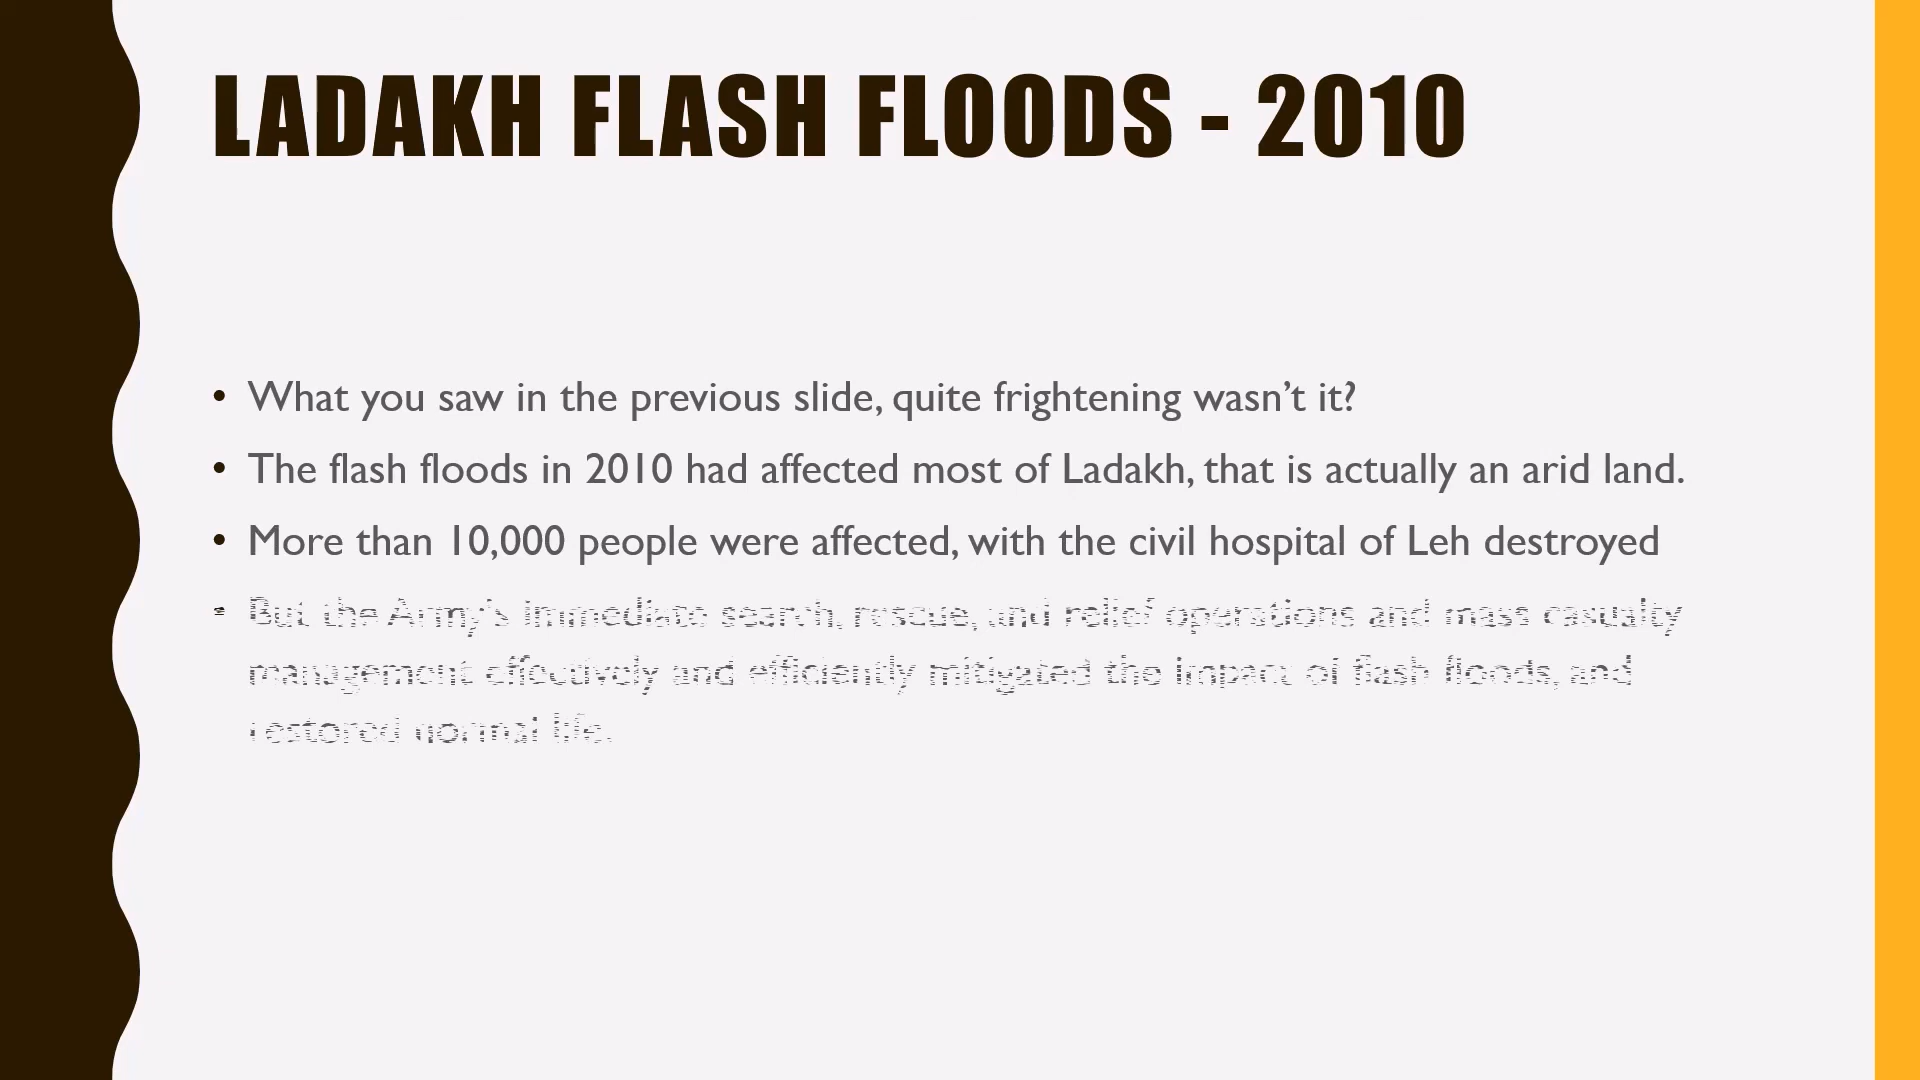 LADAKH FLASH FLOODS - 2010
• What you saw in the previous slide, quite frightening wasn’t it?
• The flash floods in 2010 had affected most of Ladakh, that is actually an arid land.
• More than 10,000 people were affected, with the civil hospital of Leh destroyed
• But the Army’s immediate search, rescue, and relief operations and mass casualty
management effectively and efficiently mitigated the impact of flash floods, and
restored normal life.